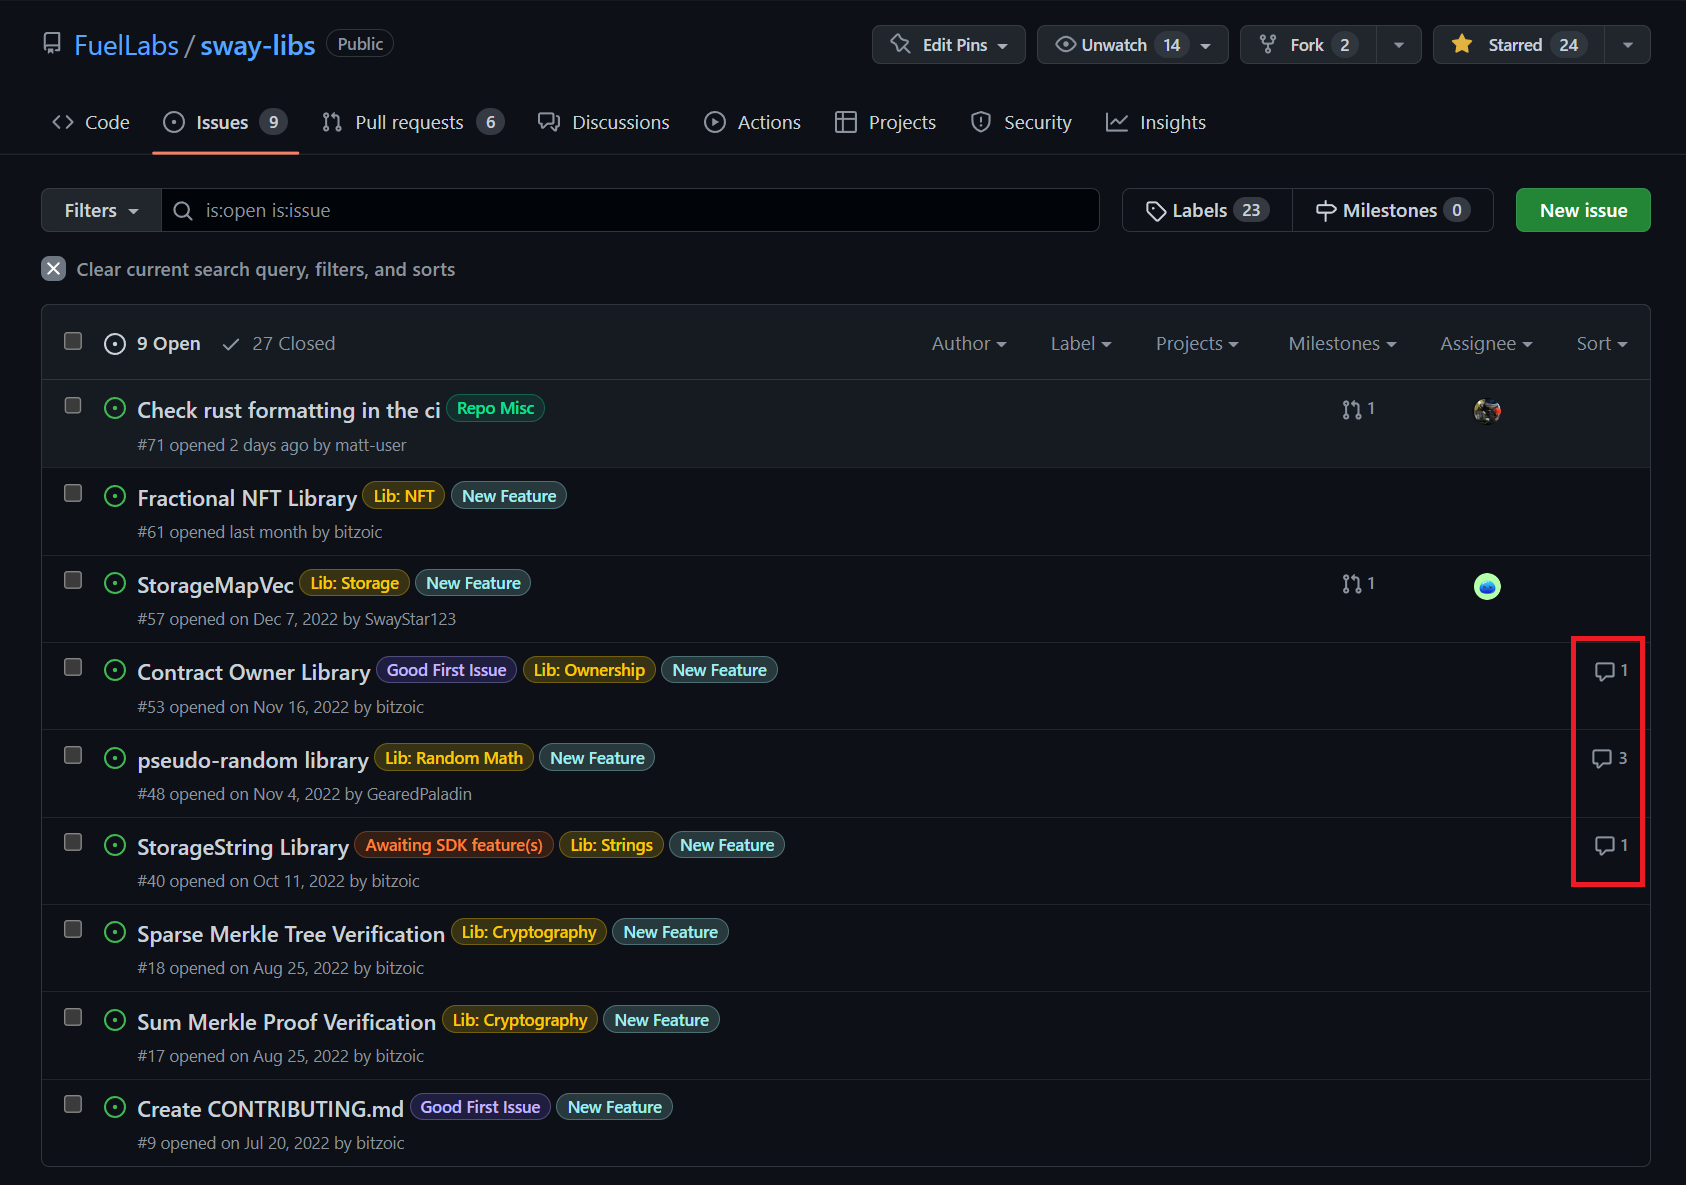 FuelLabs / sway-libs Public Edit Pins Unwatch 14 Fork 2 Starred 24
Code Issues 9 Pull requests 6 Discussions Actions Projects Security Insights
Filters is:open is:issue Labels 23 Milestones 0 New issue
Clear current search query, filters, and sorts
9 Open 27 Closed Author Label Projects Milestones Assignee Sort
Check rust formatting in the ci Repo Misc 1
#71 opened 2 days ago by matt-user
Fractional NFT Library Lib: NFT New Feature
#61 opened last month by bitzoic
StorageMapVec Lib: Storage New Feature 1
#57 opened on Dec 7, 2022 by SwayStar123
Contract Owner Library Good First Issue Lib: Ownership New Feature 1
#53 opened on Nov 16, 2022 by bitzoic
pseudo-random library Lib: Random Math New Feature 3
#48 opened on Nov 4, 2022 by GearedPaladin
StorageString Library Awaiting SDK feature(s) Lib: Strings New Feature 1
#40 opened on Oct 11, 2022 by bitzoic
Sparse Merkle Tree Verification Lib: Cryptography New Feature
#18 opened on Aug 25, 2022 by bitzoic
Sum Merkle Proof Verification Lib: Cryptography New Feature
#17 opened on Aug 25, 2022 by bitzoic
Create CONTRIBUTING.md Good First Issue New Feature
#9 opened on Jul 20, 2022 by bitzoic